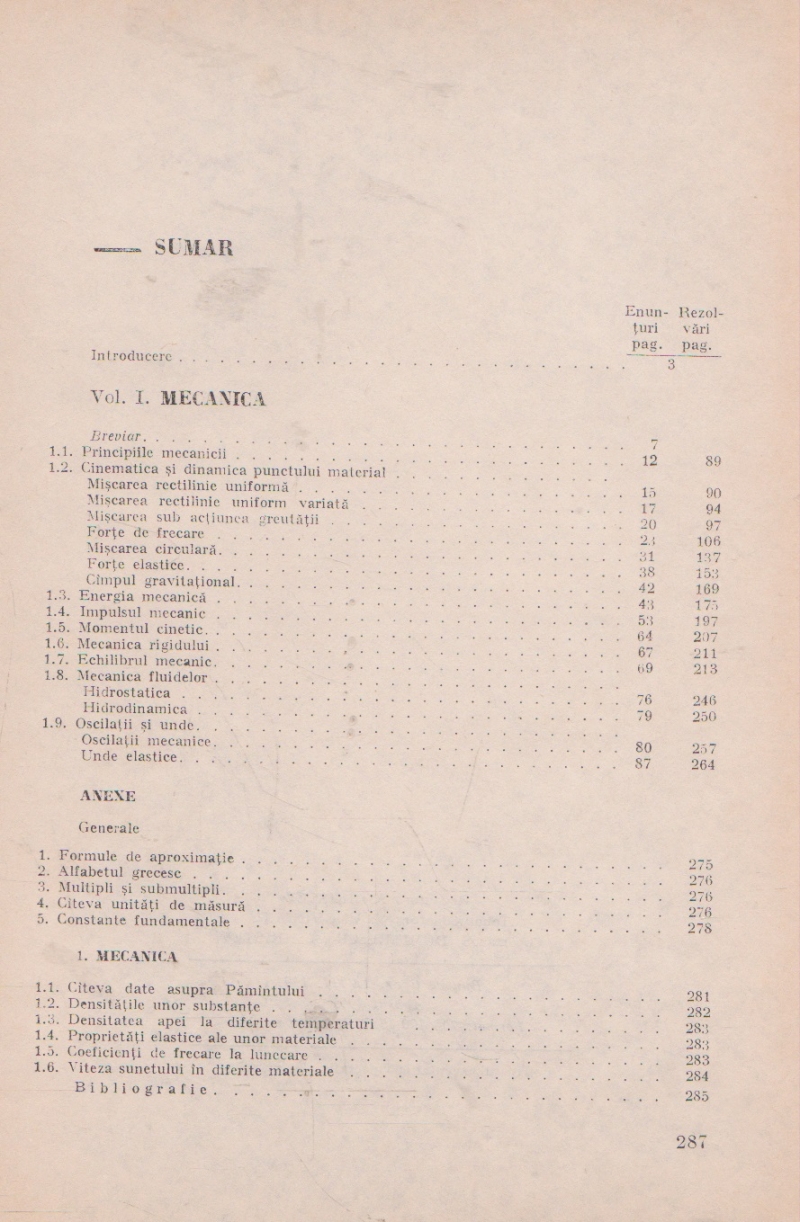 SUMAR
Enun- Rezol-
ţuri vări
pag. pag.
Introducere . . . . . . . . . . . . . . . . . . . . 3
Vol. I. MECANICA
Breviar. . . . . . . . . . . . . . . . . . . . 7
1.1. Principiile mecanicii . . . . . . . . . . . . . . . . . . . . 12 89
1.2. Cinematica şi dinamica punctului material . . . . . . . . . .
Mişcarea rectilinie uniformă . . . . . . . . . . . . . . . 15 90
Mişcarea rectilinie uniform variată . . . . . . . . . . . . . . . 17 94
Mişcarea sub acţiunea greutăţii . . . . . . . . . . . . . . . 20 97
Forţe de frecare . . . . . . . . . . . . . . . . . . . . 23 106
Mişcarea circulară. . . . . . . . . . . . . . . . . . . . 31 137
Forţe elastice. . . . . . . . . . . . . . . . . . . . 38 153
Cîmpul gravitaţional. . . . . . . . . . . . . . . . . . . . 42 169
1.3. Energia mecanică . . . . . . . . . . . . . . . . . . . . 43 175
1.4. Impulsul mecanic . . . . . . . . . . . . . . . . . . . . 53 197
1.5. Momentul cinetic. . . . . . . . . . . . . . . . . . . . 64 207
1.6. Mecanica rigidului . . . . . . . . . . . . . . . . . . . . 67 211
1.7. Echilibrul mecanic. . . . . . . . . . . . . . . . . . . . 69 213
1.8. Mecanica fluidelor . . . . . . . . . . . . . . . . . . . .
Hidrostatica . . . . . . . . . . . . . . . . . . . . 76 246
Hidrodinamica . . . . . . . . . . . . . . . . . . . . 79 250
1.9. Oscilaţii şi unde. . . . . . . . . . . . . . . . . . . .
Oscilaţii mecanice. . . . . . . . . . . . . . . . . . . . 80 257
Unde elastice. . . . . . . . . . . . . . . . . . . . 87 264
ANEXE
Generale
1. Formule de aproximaţie . . . . . . . . . . . . . . . . . . . . 275
2. Alfabetul grecesc . . . . . . . . . . . . . . . . . . . . 276
3. Multipli şi submultipli. . . . . . . . . . . . . . . . . . . . 276
4. Cîteva unităţi de măsură . . . . . . . . . . . . . . . . . . . . 276
5. Constante fundamentale . . . . . . . . . . . . . . . . . . . . 278
1. MECANICA
1.1. Cîteva date asupra Pămîntului . . . . . . . . . . . . . . . . . 281
1.2. Densităţile unor substanţe . . . . . . . . . . . . . . . . . . . . 282
1.3. Densitatea apei la diferite temperaturi . . . . . . . . . . . . . . . 283
1.4. Proprietăţi elastice ale unor materiale . . . . . . . . . . . . . . . 283
1.5. Coeficienţi de frecare la lunecare . . . . . . . . . . . . . . . . . 283
1.6. Viteza sunetului în diferite materiale . . . . . . . . . . . . . . . 284
Bibliografie. . . . . . . . . . . . . . . . . . . . 285
287